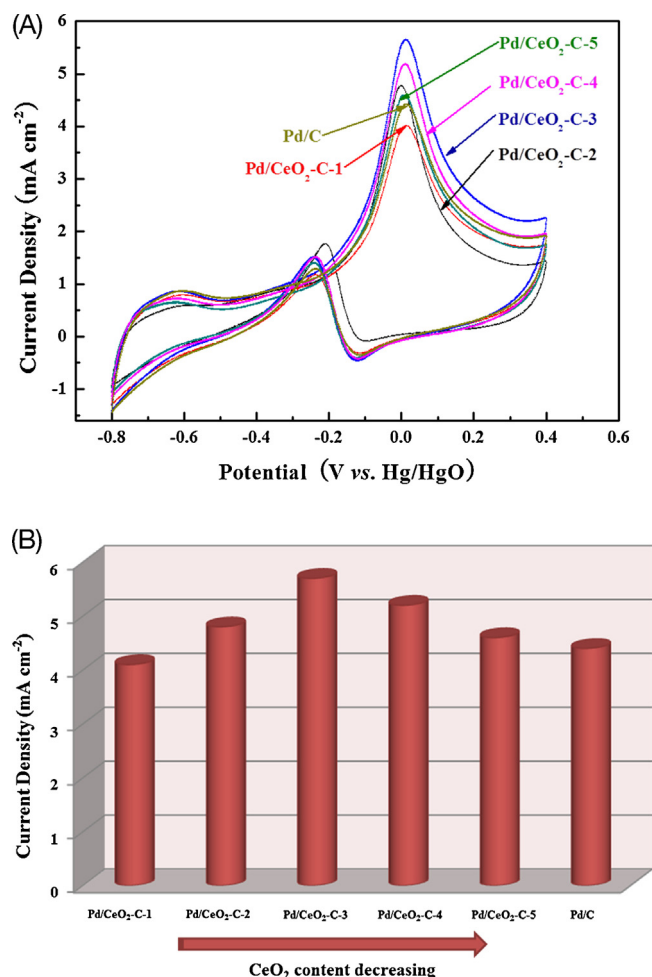 (A)
6
5
4
3
2
1
0
-1
Current Density (mA cm⁻²)
Pd/CeO₂-C-5
Pd/CeO₂-C-4
Pd/C
Pd/CeO₂-C-3
Pd/CeO₂-C-1
Pd/CeO₂-C-2
-0.8 -0.6 -0.4 -0.2 0.0 0.2 0.4 0.6
Potential (V vs. Hg/HgO)
(B)
6
5
4
3
2
1
0
Current Density (mA cm⁻²)
Pd/CeO₂-C-1 Pd/CeO₂-C-2 Pd/CeO₂-C-3 Pd/CeO₂-C-4 Pd/CeO₂-C-5 Pd/C
CeO₂ content decreasing